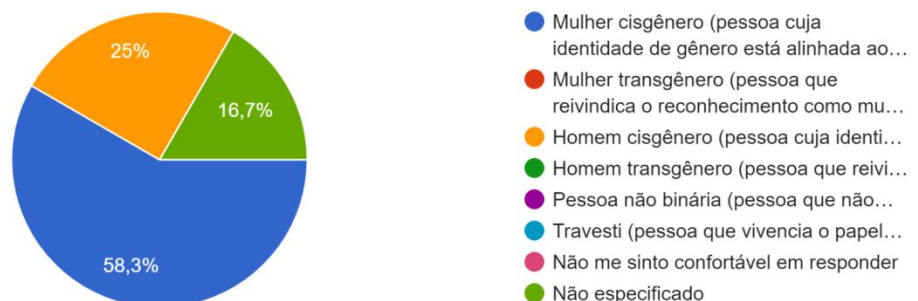 25%
16,7%
58,3%
Mulher cisgênero (pessoa cuja
identidade de gênero está alinhada ao…
Mulher transgênero (pessoa que
reivindica o reconhecimento como mu…
Homem cisgênero (pessoa cuja identi…
Homem transgênero (pessoa que reivi…
Pessoa não binária (pessoa que não…
Travesti (pessoa que vivencia o papel…
Não me sinto confortável em responder
Não especificado